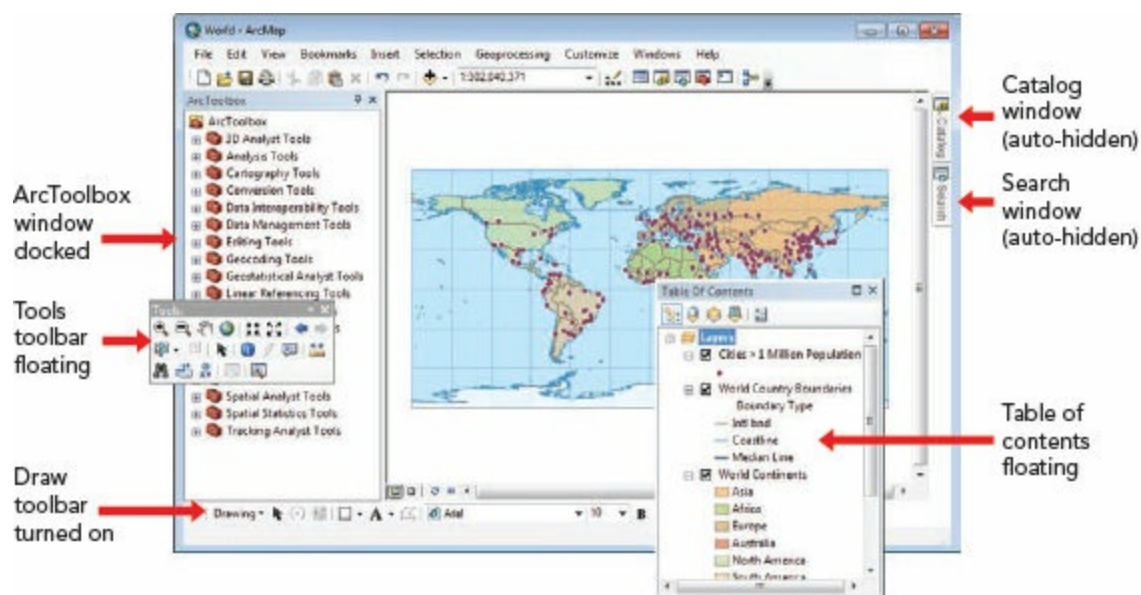 World - ArcMap
File Edit View Bookmarks Insert Selection Geoprocessing Customize Windows Help
1:302,840,371
ArcToolbox
ArcToolbox
3D Analyst Tools
Analysis Tools
Cartography Tools
Conversion Tools
Data Interoperability Tools
Data Management Tools
Editing Tools
Geocoding Tools
Geostatistical Analyst Tools
Linear Referencing Tools
Tools
Spatial Analyst Tools
Spatial Statistics Tools
Tracking Analyst Tools
Drawing
A
Arial
10
B
Catalog
Search
Table Of Contents
Layers
Cities > 1 Million Population
World Country Boundaries
Boundary Type
Intl bnd
Coastline
Median Line
World Continents
Asia
Africa
Europe
Australia
North America
South America
ArcToolbox
window
docked
Tools
toolbar
floating
Draw
toolbar
turned on
Catalog
window
(auto-hidden)
Search
window
(auto-hidden)
Table of
contents
floating